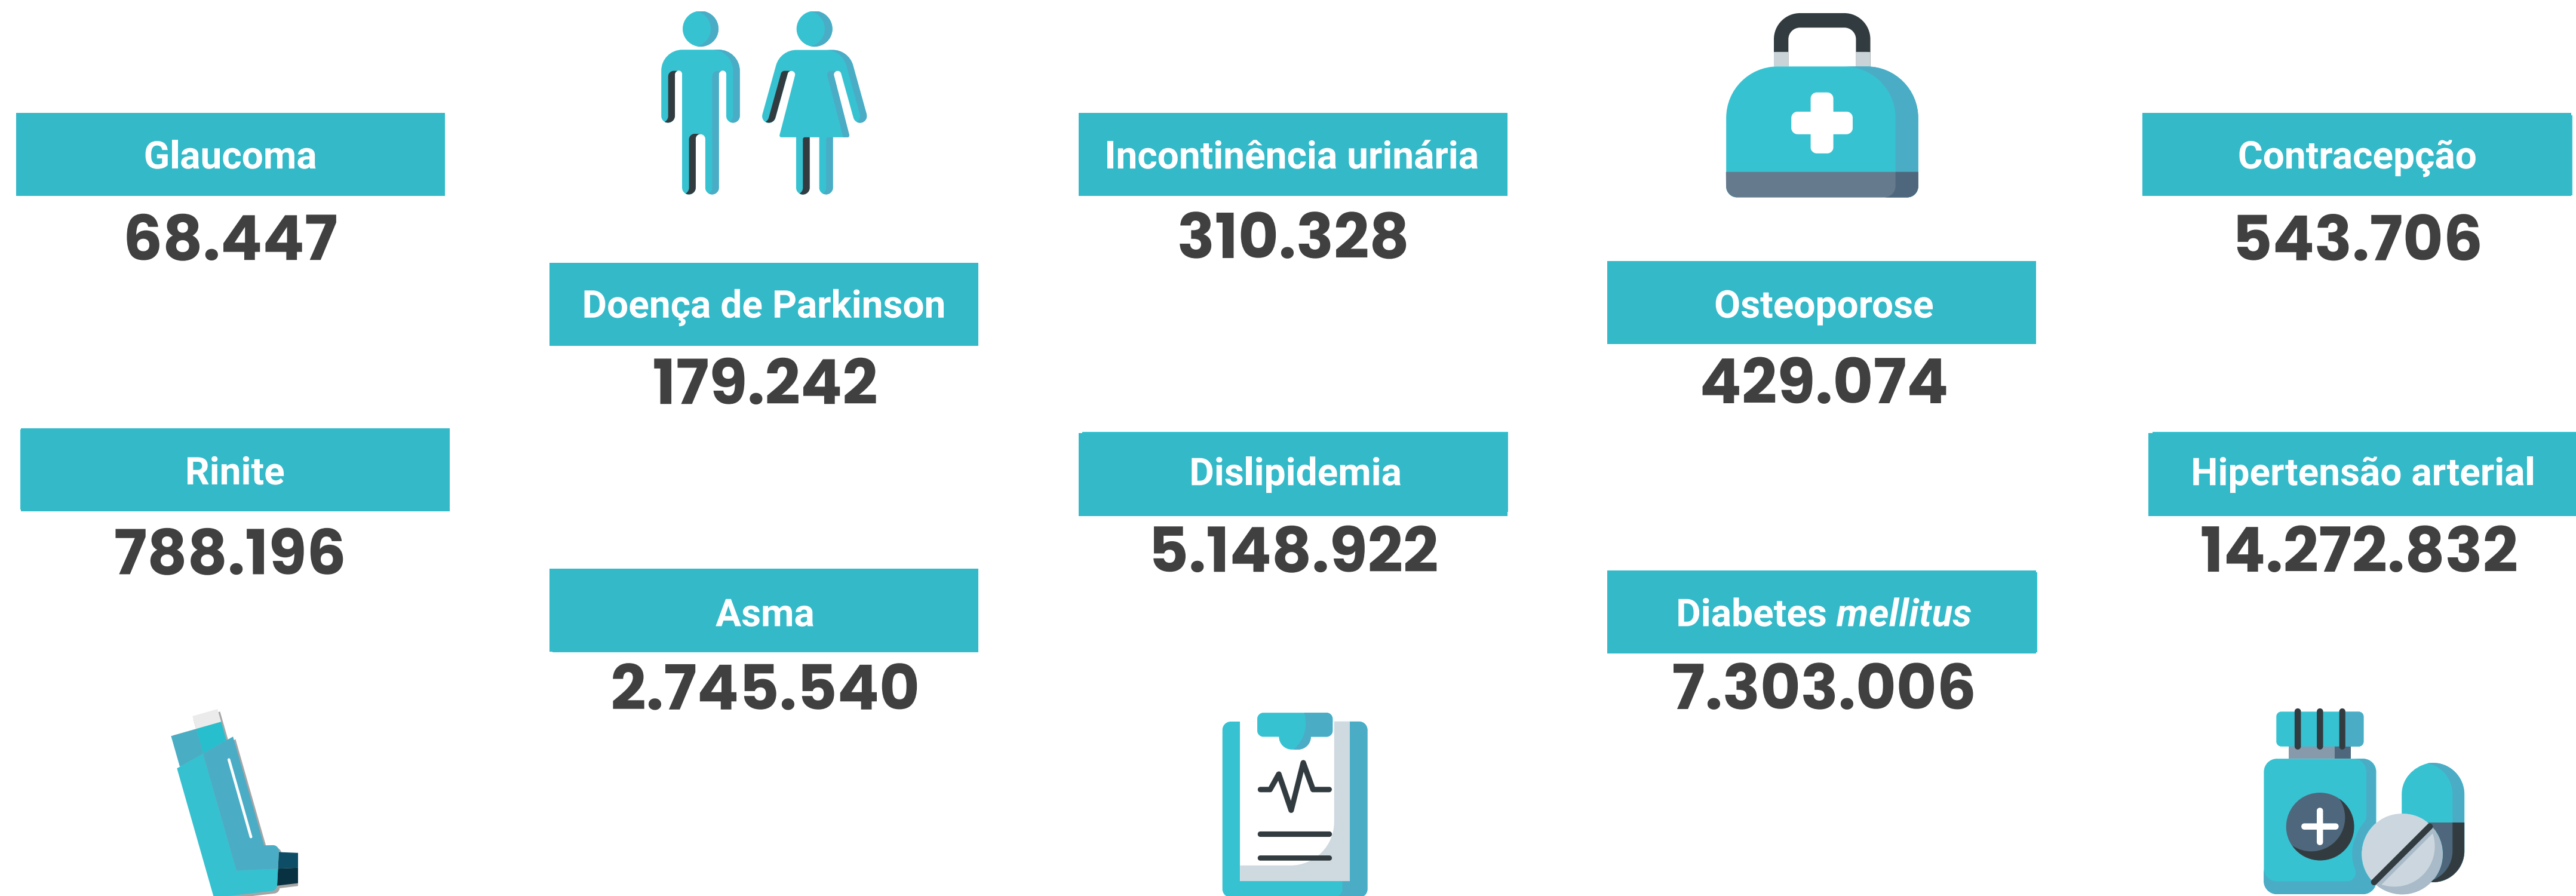 Glaucoma
68.447
Doença de Parkinson
179.242
Incontinência urinária
310.328
Osteoporose
429.074
Contracepção
543.706
Rinite
788.196
Asma
2.745.540
Dislipidemia
5.148.922
Diabetes mellitus
7.303.006
Hipertensão arterial
14.272.832